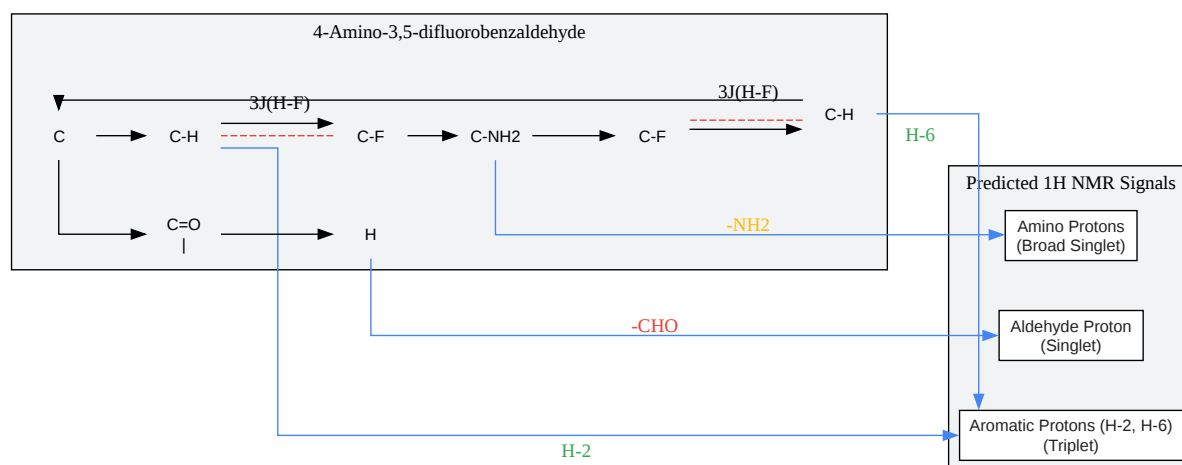 4-Amino-3,5-difluorobenzaldehyde
3J(H-F)
3J(H-F)
C
C-H
C-F
C-NH2
C-F
C-H
H-6
Predicted 1H NMR Signals
C=O
|
H
-NH2
Amino Protons
(Broad Singlet)
-CHO
Aldehyde Proton
(Singlet)
H-2
Aromatic Protons (H-2, H-6)
(Triplet)